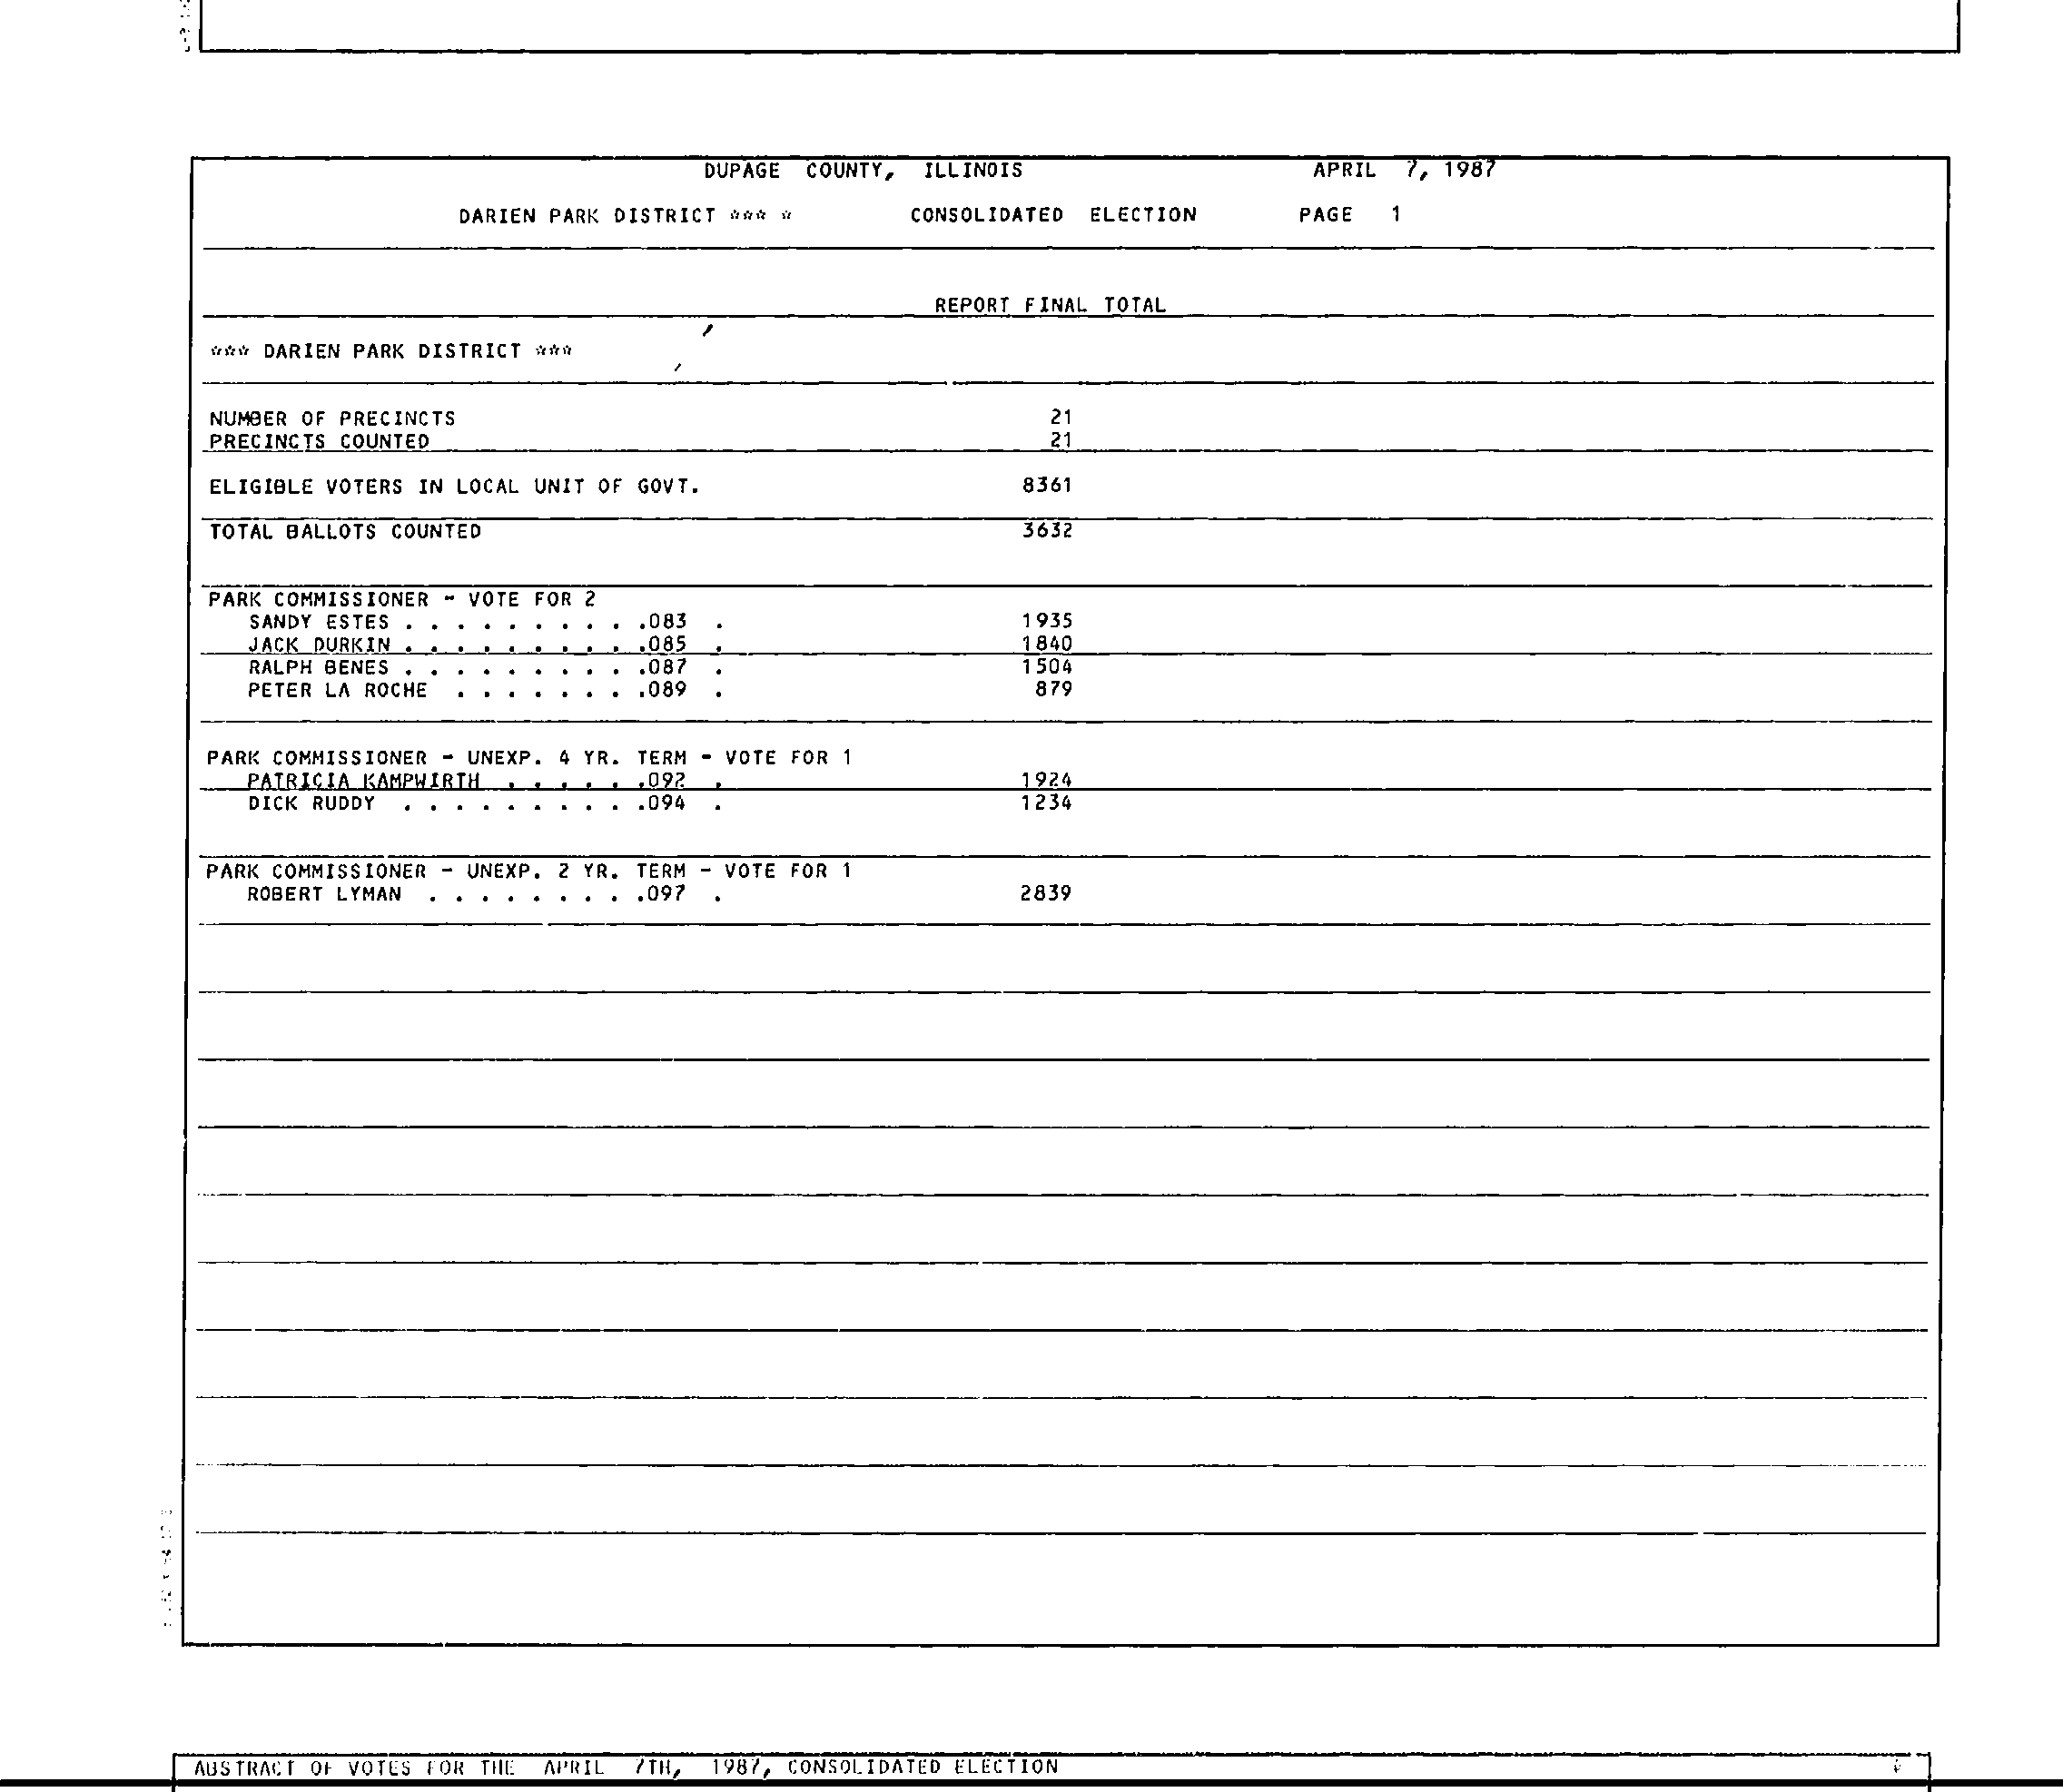 DUPAGE COUNTY, ILLINOIS APRIL 7, 1987
DARIEN PARK DISTRICT *** * CONSOLIDATED ELECTION PAGE 1
REPORT FINAL TOTAL
*** DARIEN PARK DISTRICT ***
NUMBER OF PRECINCTS 21
PRECINCTS COUNTED 21
ELIGIBLE VOTERS IN LOCAL UNIT OF GOVT. 8361
TOTAL BALLOTS COUNTED 3632
PARK COMMISSIONER - VOTE FOR 2
SANDY ESTES . . . . . . . . . .083 . 1935
JACK DURKIN . . . . . . . . . .085 . 1840
RALPH BENES . . . . . . . . . .087 . 1504
PETER LA ROCHE . . . . . . . .089 . 879
PARK COMMISSIONER - UNEXP. 4 YR. TERM - VOTE FOR 1
PATRICIA KAMPWIRTH . . . . . .092 . 1924
DICK RUDDY . . . . . . . . . .094 . 1234
PARK COMMISSIONER - UNEXP. 2 YR. TERM - VOTE FOR 1
ROBERT LYMAN . . . . . . . . .097 . 2839
ABSTRACT OF VOTES FOR THE APRIL 7TH, 1987, CONSOLIDATED ELECTION